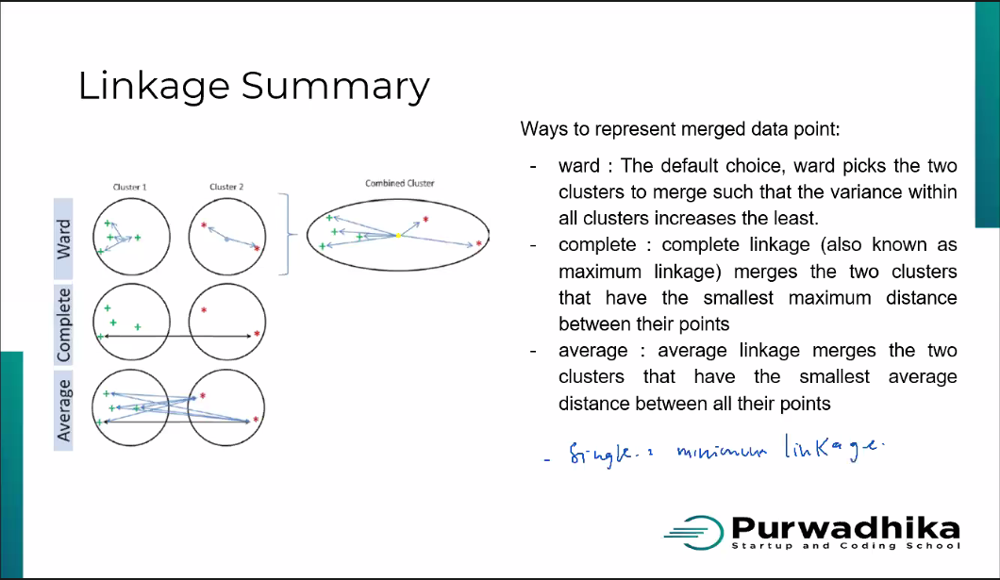 Linkage Summary
Ways to represent merged data point:
- ward : The default choice, ward picks the two
clusters to merge such that the variance within
all clusters increases the least.
- complete : complete linkage (also known as
maximum linkage) merges the two clusters
that have the smallest maximum distance
between their points
- average : average linkage merges the two
clusters that have the smallest average
distance between all their points
- Single : minimum linkage.
Cluster 1
Cluster 2
Combined Cluster
Ward
Complete
Average
Purwadhika
Startup and Coding School